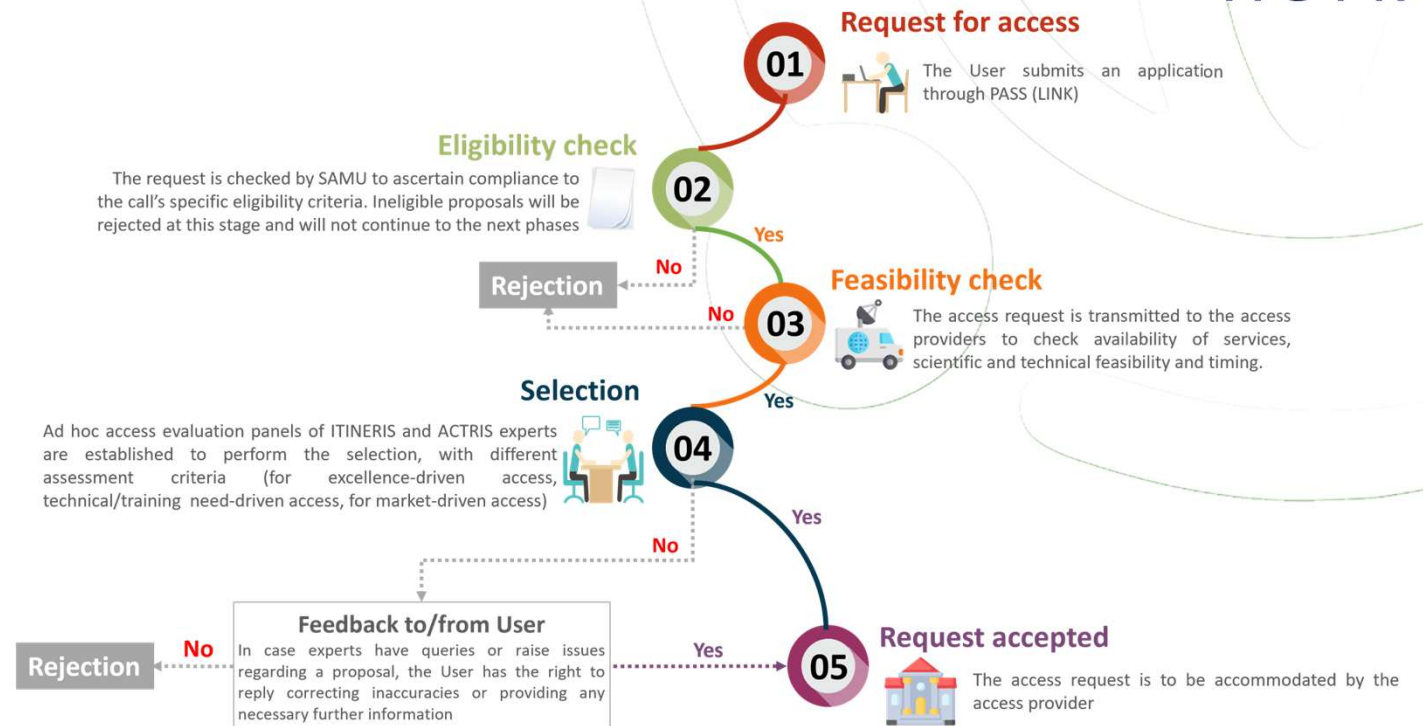 Request for access
01
The User submits an application
through PASS (LINK)
Eligibility check
The request is checked by SAMU to ascertain compliance to
the call's specific eligibility criteria. Ineligible proposals will be
rejected at this stage and will not continue to the next phases
02
Yes
No
Rejection
Feasibility check
No
03
The access request is transmitted to the access
providers to check availability of services,
scientific and technical feasibility and timing.
Yes
Selection
Ad hoc access evaluation panels of ITINERIS and ACTRIS experts
are established to perform the selection, with different
assessment criteria (for excellence-driven access,
technical/training need-driven access, for market-driven access)
04
Yes
No
Feedback to/from User
In case experts have queries or raise issues
regarding a proposal, the User has the right to
reply correcting inaccuracies or providing any
necessary further information
No
Rejection
Yes
05
Request accepted
The access request is to be accommodated by the
access provider